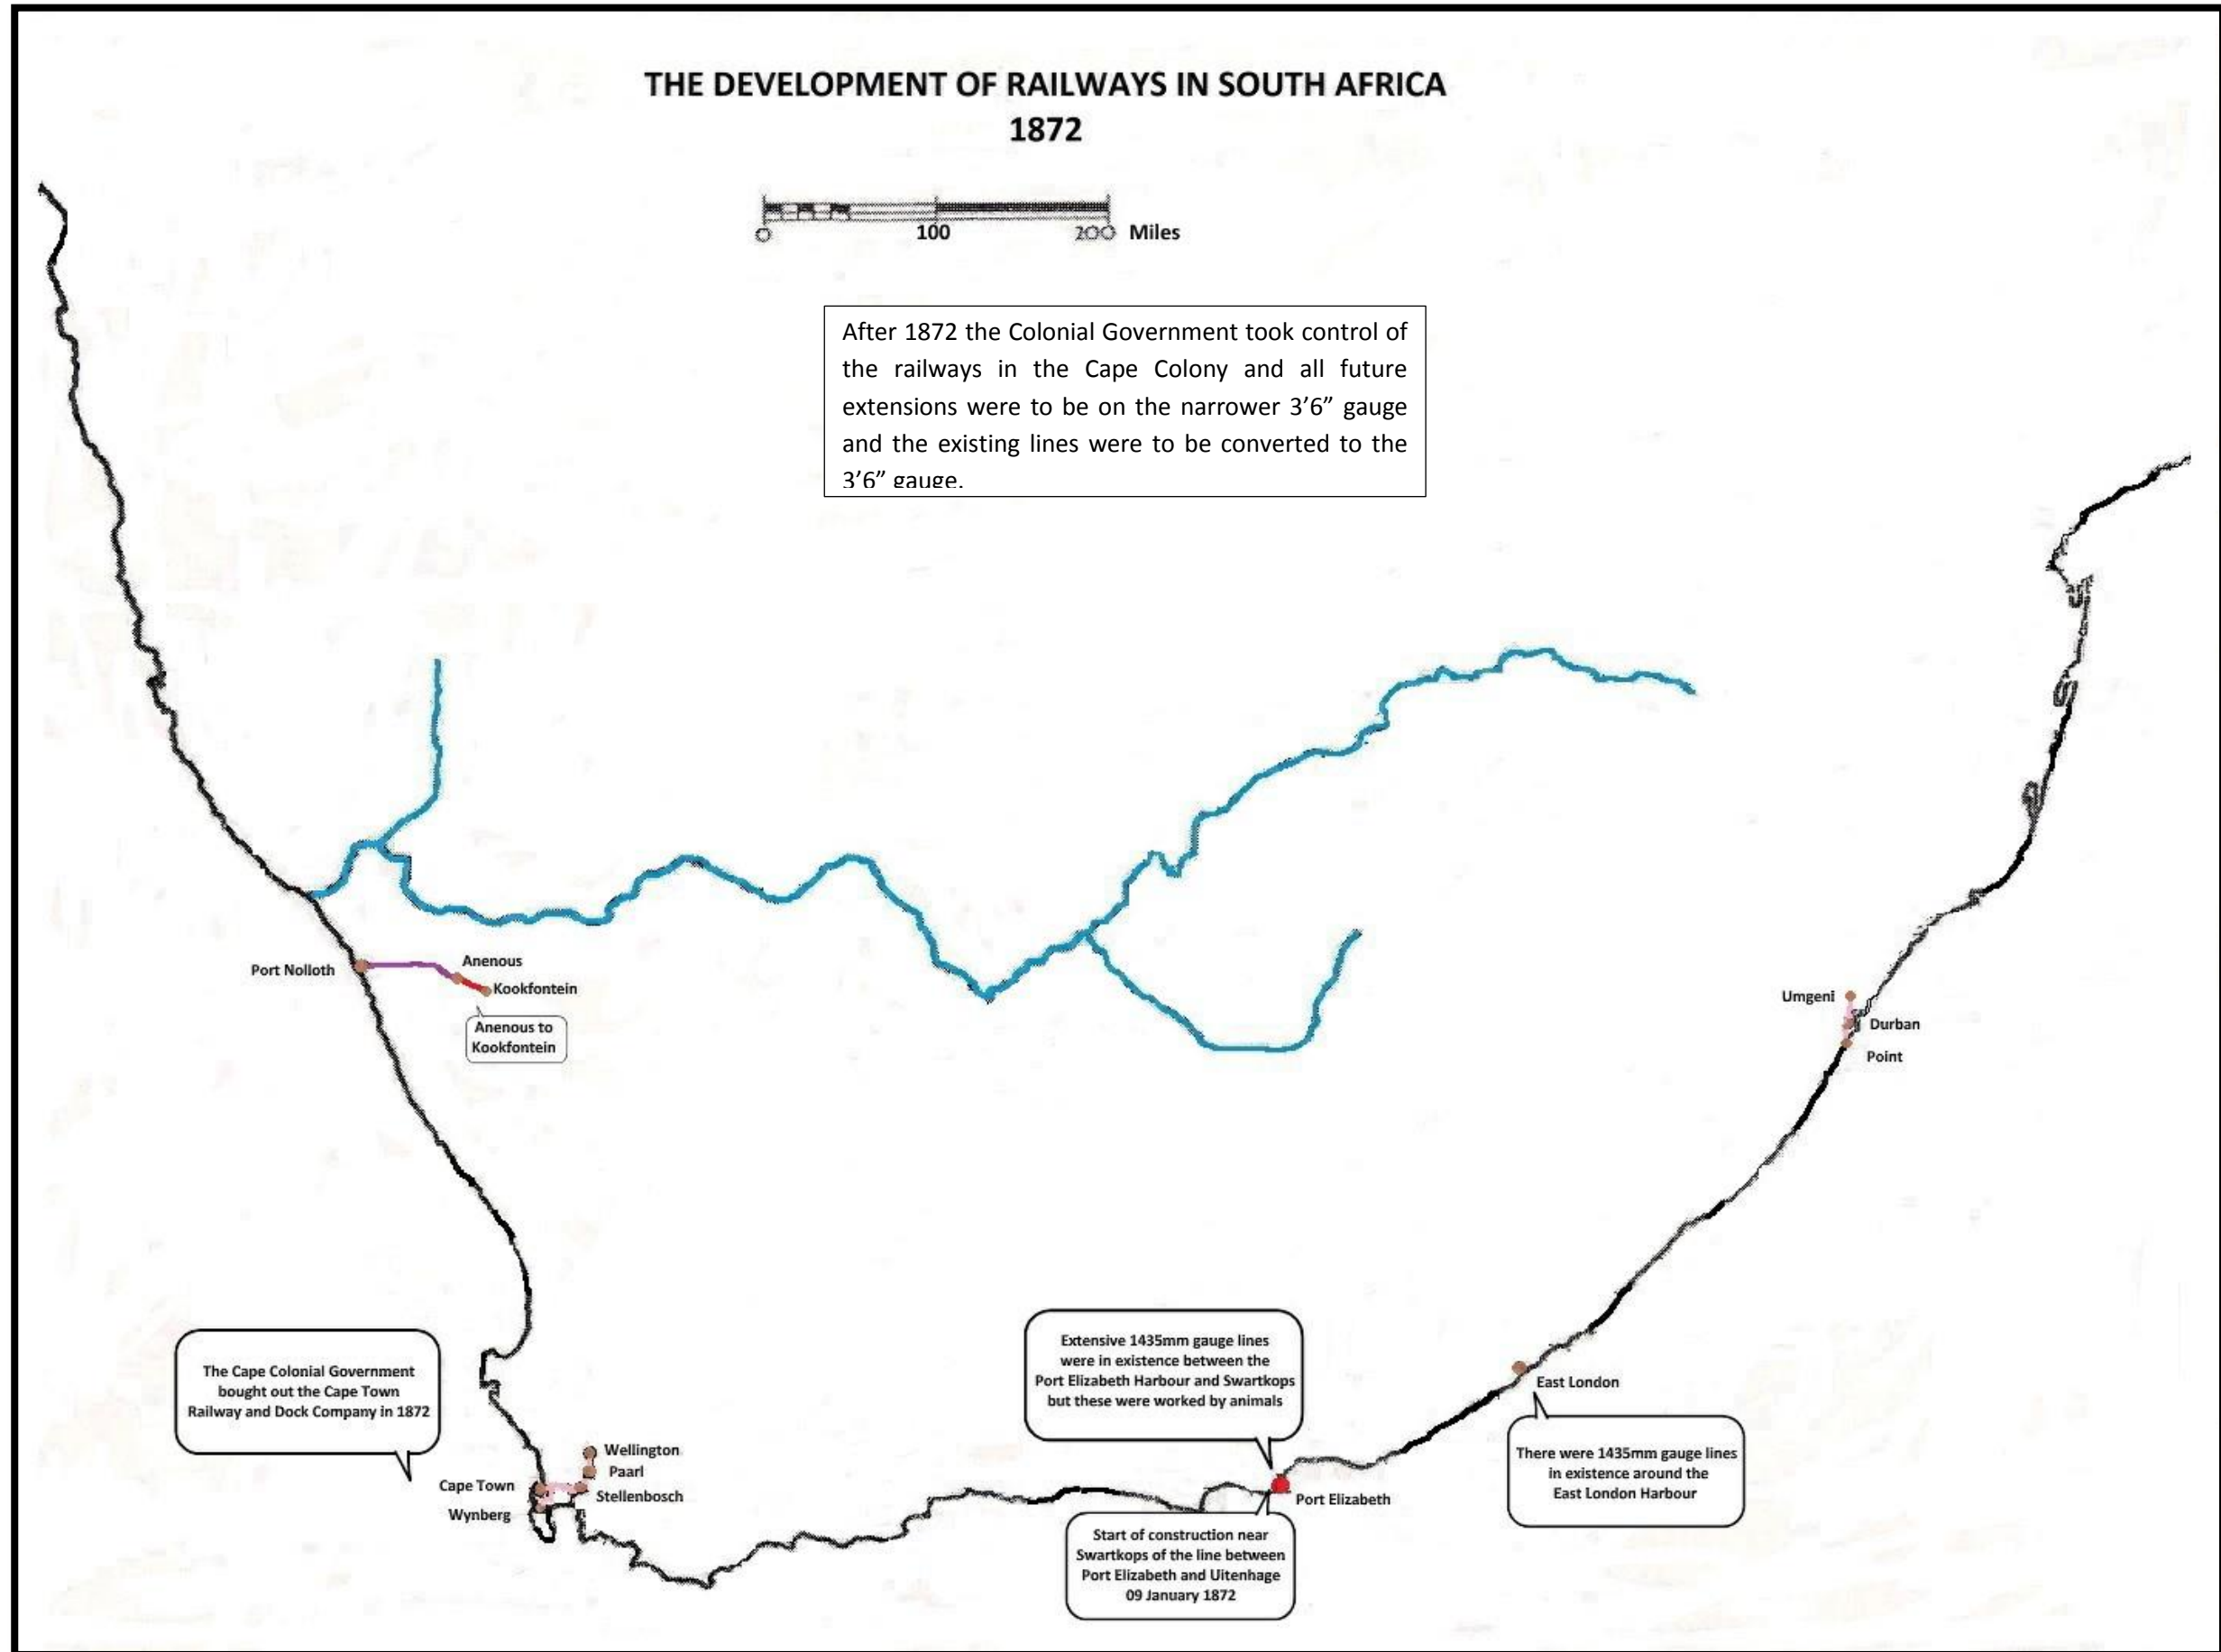 THE DEVELOPMENT OF RAILWAYS IN SOUTH AFRICA
1872
0 100 200 Miles
After 1872 the Colonial Government took control of
the railways in the Cape Colony and all future
extensions were to be on the narrower 3’6” gauge
and the existing lines were to be converted to the
3’6” gauge.
Port Nolloth
Anenous
Kookfontein
Anenous to
Kookfontein
Umgeni
Durban
Point
The Cape Colonial Government
bought out the Cape Town
Railway and Dock Company in 1872
Wellington
Paarl
Cape Town
Stellenbosch
Wynberg
Extensive 1435mm gauge lines
were in existence between the
Port Elizabeth Harbour and Swartkops
but these were worked by animals
Port Elizabeth
Start of construction near
Swartkops of the line between
Port Elizabeth and Uitenhage
09 January 1872
East London
There were 1435mm gauge lines
in existence around the
East London Harbour